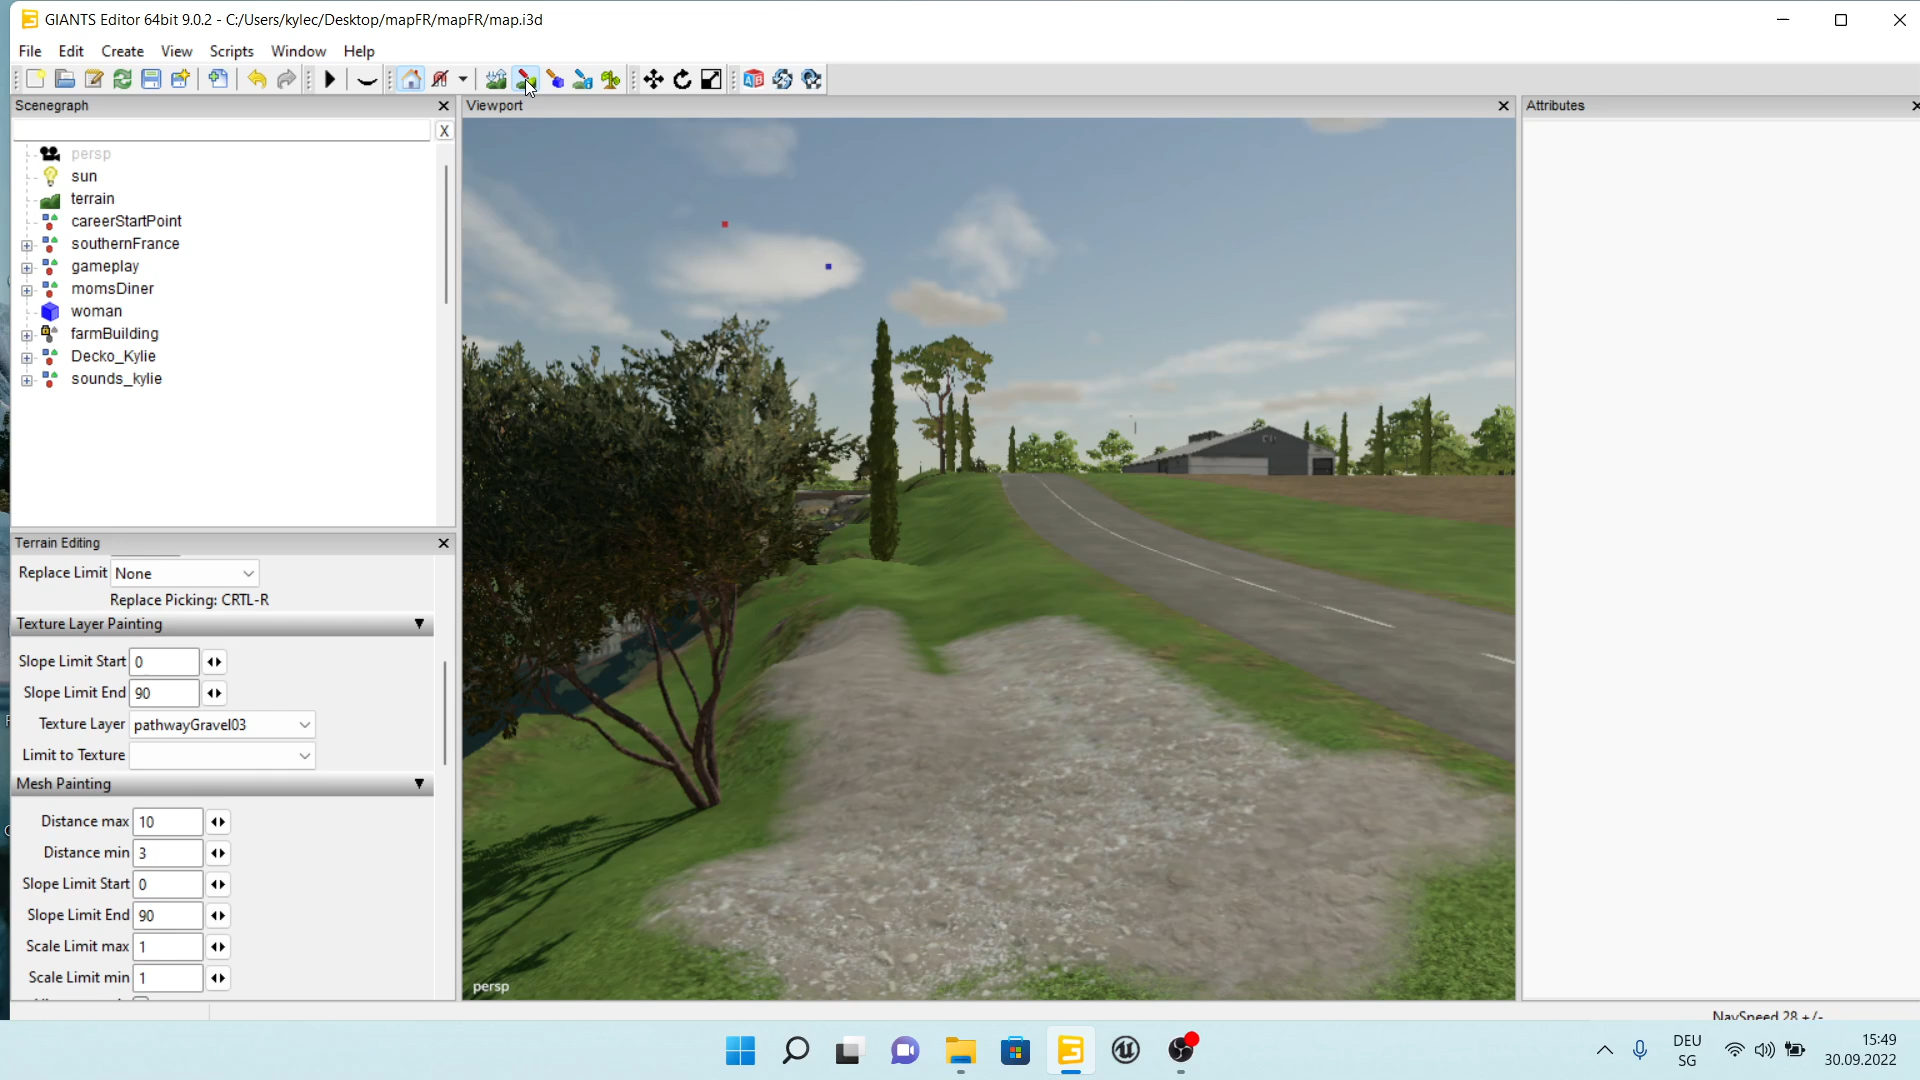 GIANTS Editor 64bit 9.0.2 - C:/Users/kylec/Desktop/mapFR/mapFR/map.i3d
File Edit Create View Scripts Window Help
Scenegraph
X
persp
sun
terrain
careerStartPoint
southernFrance
gameplay
momsDiner
woman
farmBuilding
Decko_Kylie
sounds_kylie
Terrain Editing
Replace Limit None
Replace Picking: CRTL-R
Texture Layer Painting
Slope Limit Start 0
Slope Limit End 90
Texture Layer pathwayGravel03
Limit to Texture
Mesh Painting
Distance max 10
Distance min 3
Slope Limit Start 0
Slope Limit End 90
Scale Limit max 1
Scale Limit min 1
Viewport
persp
Attributes
NavSpeed 28 +/-
DEU
SG
15:49
30.09.2022